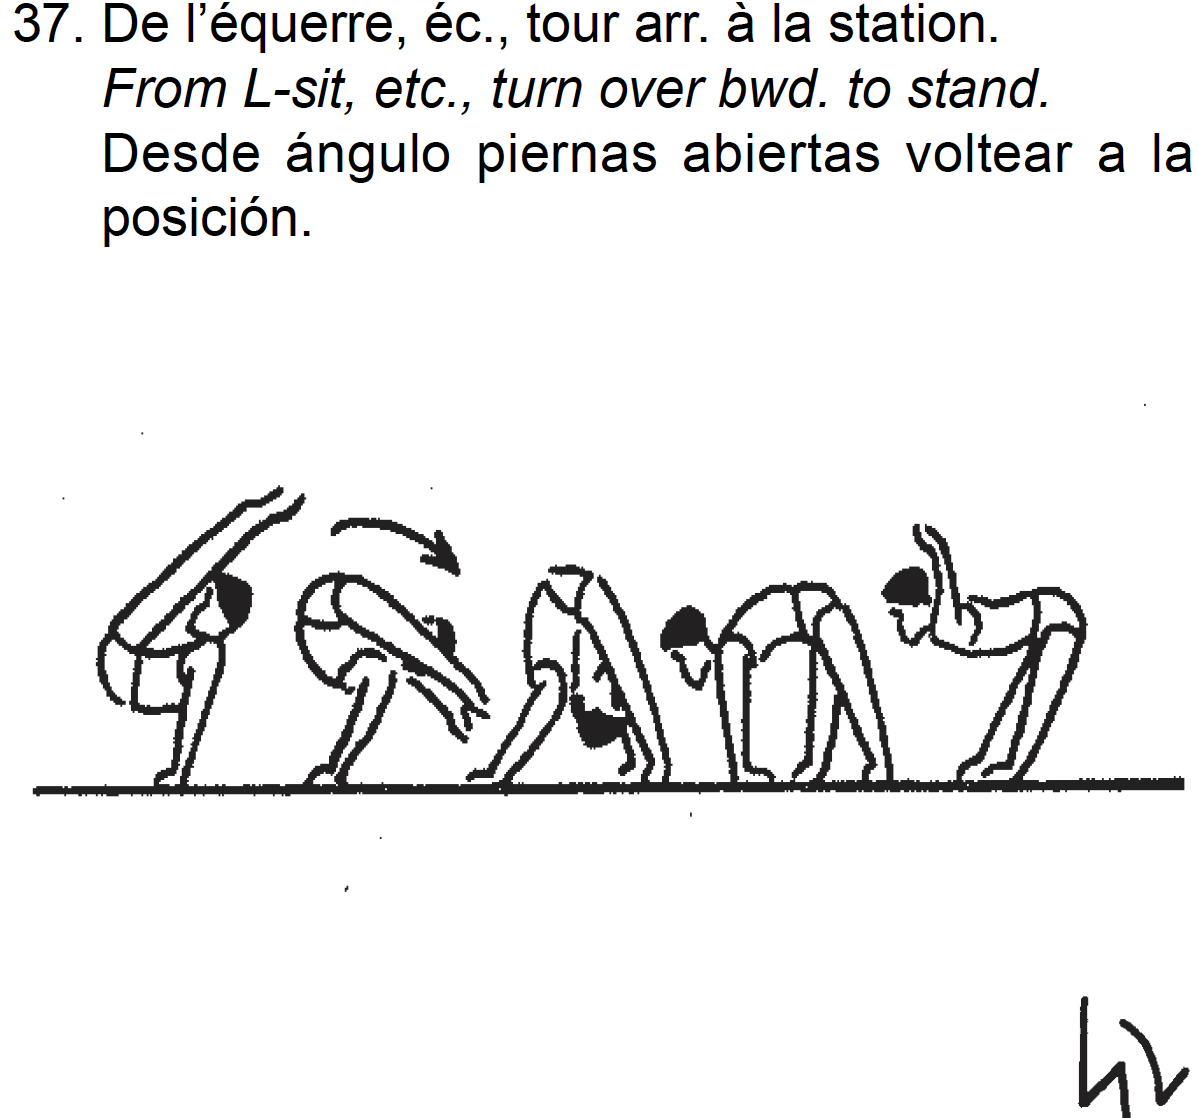 37. De l’équerre, éc., tour arr. à la station.
From L-sit, etc., turn over bwd. to stand.
Desde ángulo piernas abiertas voltear a la
posición.